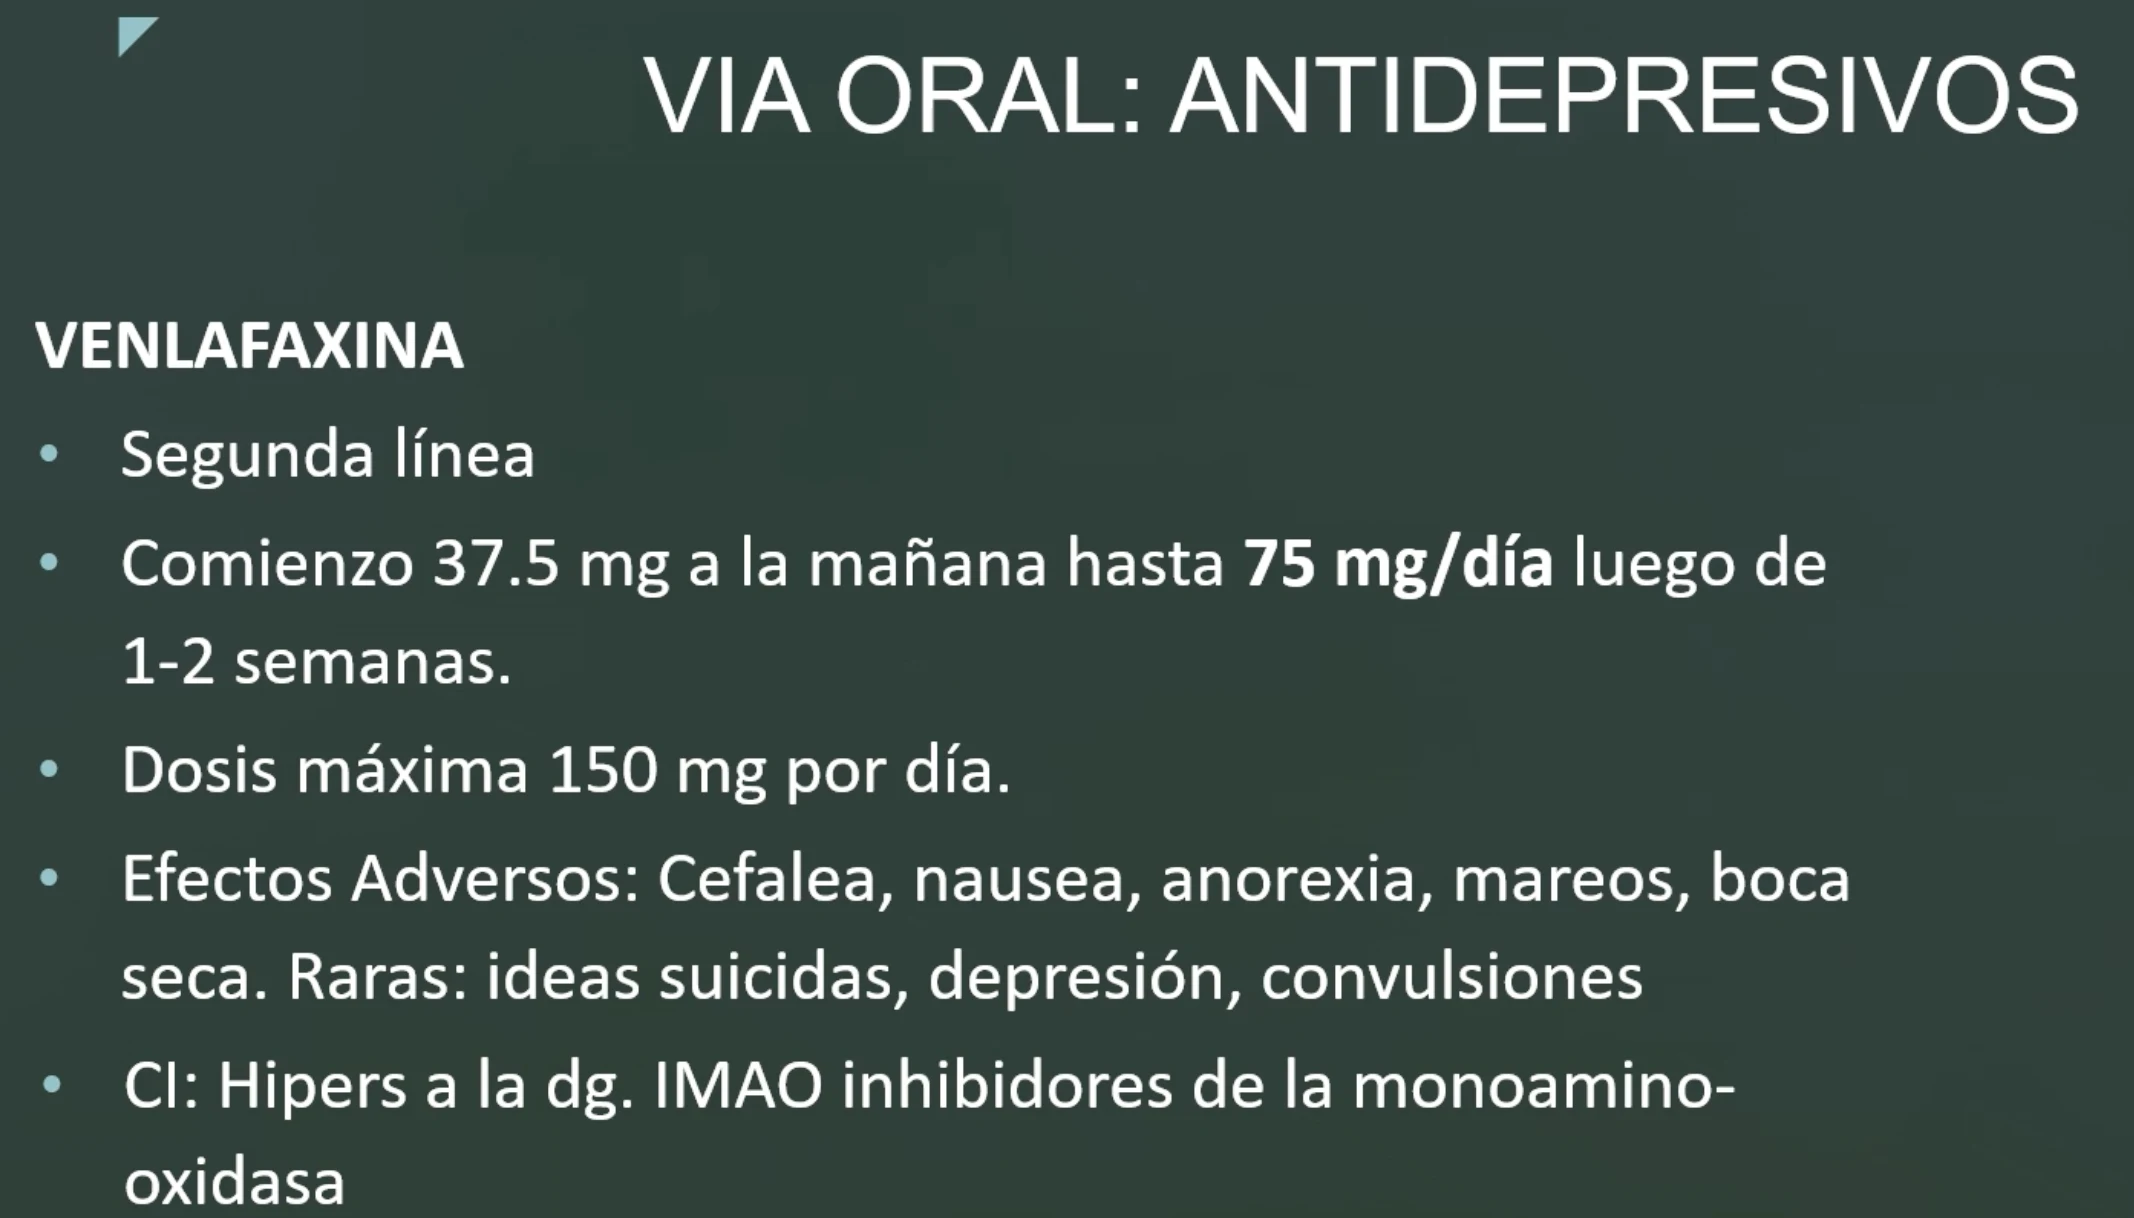 VIA ORAL: ANTIDEPRESIVOS
VENLAFAXINA
• Segunda línea
• Comienzo 37.5 mg a la mañana hasta 75 mg/día luego de
1-2 semanas.
• Dosis máxima 150 mg por día.
• Efectos Adversos: Cefalea, nausea, anorexia, mareos, boca
seca. Raras: ideas suicidas, depresión, convulsiones
• CI: Hipers a la dg. IMAO inhibidores de la monoamino-
oxidasa